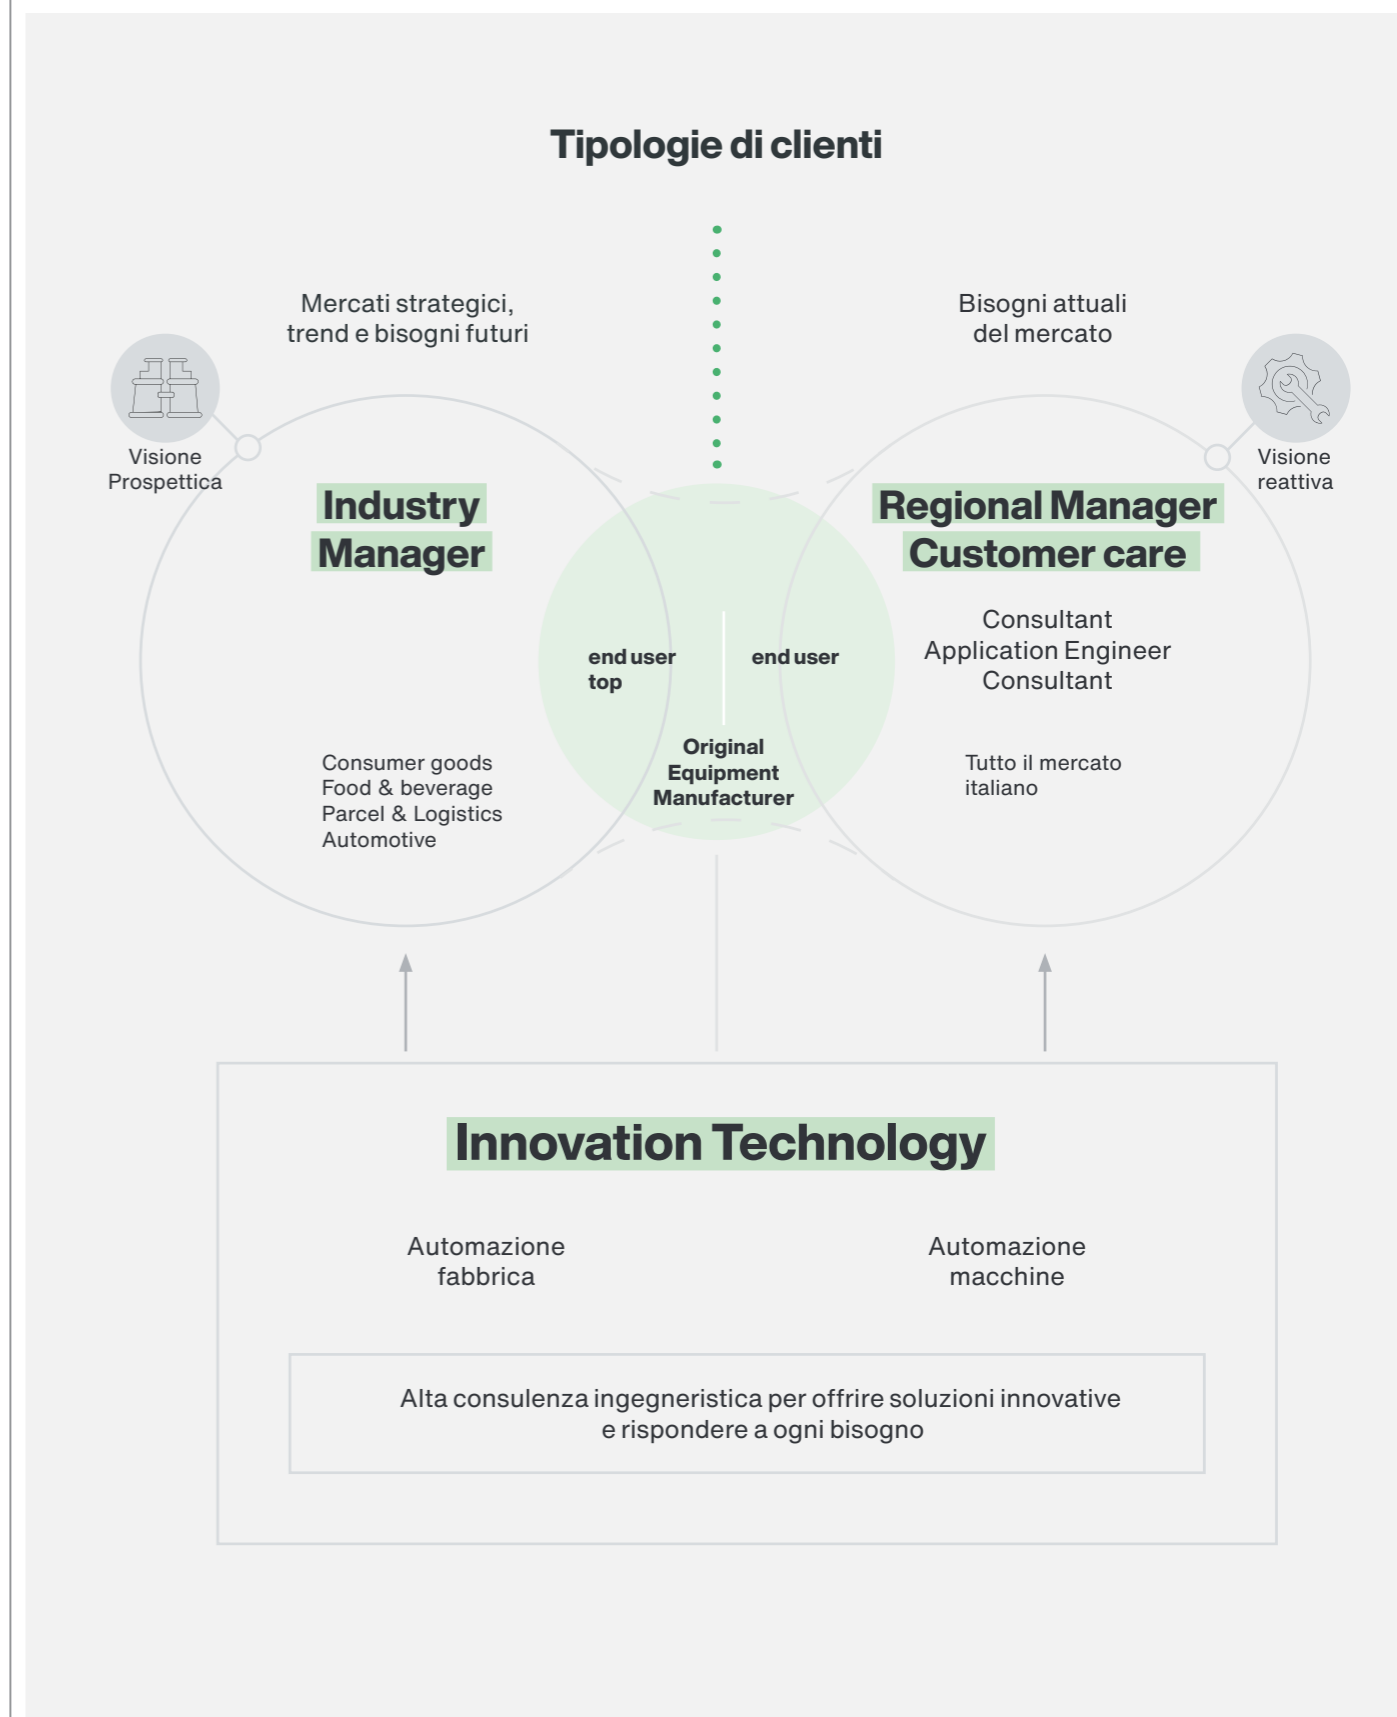 Tipologie di clienti
Mercati strategici,
trend e bisogni futuri
Bisogni attuali
del mercato
Visione
Prospettica
Visione
reattiva
Industry
Manager
Regional Manager
Customer care
Consultant
Application Engineer
Consultant
end user
top
end user
Original
Equipment
Manufacturer
Consumer goods
Food & beverage
Parcel & Logistics
Automotive
Tutto il mercato
italiano
Innovation Technology
Automazione
fabbrica
Automazione
macchine
Alta consulenza ingegneristica per offrire soluzioni innovative
e rispondere a ogni bisogno